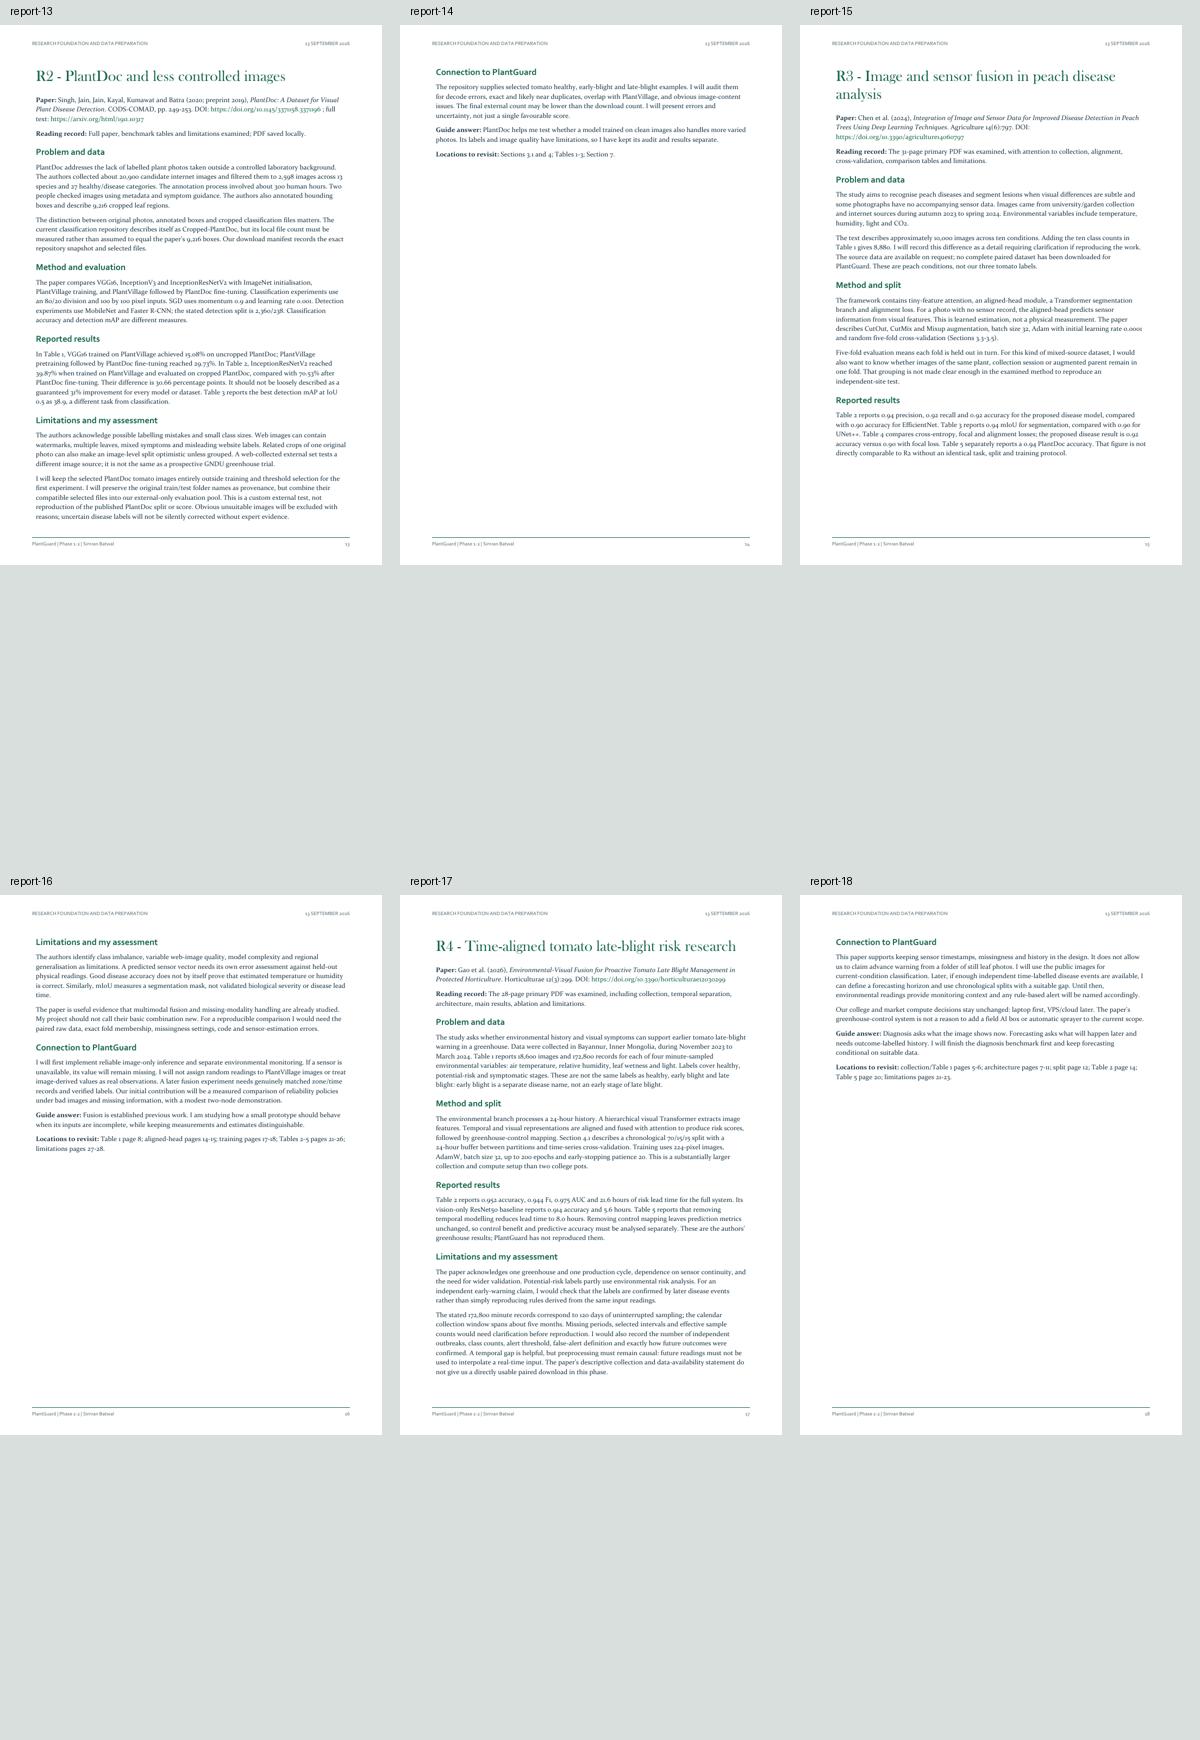 report-13
RESEARCH FOUNDATION AND DATA PREPARATION
13 SEPTEMBER 2026
R2 - PlantDoc and less controlled images
Paper: Singh, Jain, Jain, Kayal, Kumawat and Batra (2020; preprint 2019), PlantDoc: A Dataset for Visual
Plant Disease Detection. CODS-COMAD, pp. 249-253. DOI: https://doi.org/10.1145/3371158.3371196 ; full
text: https://arxiv.org/html/1911.10317
Reading record: Full paper, benchmark tables and limitations examined; PDF saved locally.
Problem and data
PlantDoc addresses the lack of labelled plant photos taken outside a controlled laboratory background.
The authors collected about 20,900 candidate internet images and filtered them to 2,598 images across 13
species and 27 healthy/disease categories. The annotation process involved about 300 human hours. Two
people checked images using metadata and symptom guidance. The authors also annotated bounding
boxes and describe 9,216 cropped leaf regions.
The distinction between original photos, annotated boxes and cropped classification files matters. The
current classification repository describes itself as Cropped-PlantDoc, but its local file count must be
measured rather than assumed to equal the paper's 9,216 boxes. Our download manifest records the exact
repository snapshot and selected files.
Method and evaluation
The paper compares VGG16, InceptionV3 and InceptionResNetV2 with ImageNet initialisation,
PlantVillage training, and PlantVillage followed by PlantDoc fine-tuning. Classification experiments use
an 80/20 division and 100 by 100 pixel inputs. SGD uses momentum 0.9 and learning rate 0.001. Detection
experiments use MobileNet and Faster R-CNN; the stated detection split is 2,360/238. Classification
accuracy and detection mAP are different measures.
Reported results
In Table 1, VGG16 trained on PlantVillage achieved 15.08% on uncropped PlantDoc; PlantVillage
pretraining followed by PlantDoc fine-tuning reached 29.73%. In Table 2, InceptionResNetV2 reached
39.87% when trained on PlantVillage and evaluated on cropped PlantDoc, compared with 70.53% after
PlantDoc fine-tuning. Their difference is 30.66 percentage points. It should not be loosely described as a
guaranteed 31% improvement for every model or dataset. Table 3 reports the best detection mAP at IoU
0.5 as 38.9, a different task from classification.
Limitations and my assessment
The authors acknowledge possible labelling mistakes and small class sizes. Web images can contain
watermarks, multiple leaves, mixed symptoms and misleading website labels. Related crops of one original
photo can also make an image-level split optimistic unless grouped. A web-collected external set tests a
different image source; it is not the same as a prospective GNDU greenhouse trial.
I will keep the selected PlantDoc tomato images entirely outside training and threshold selection for the
first experiment. I will preserve the original train/test folder names as provenance, but combine their
compatible selected files into our external-only evaluation pool. This is a custom external test, not
reproduction of the published PlantDoc split or score. Obvious unsuitable images will be excluded with
reasons; uncertain disease labels will not be silently corrected without expert evidence.
PlantGuard | Phase 1-2 | Simran Batwal
13
report-14
13 SEPTEMBER 2026
Connection to PlantGuard
The repository supplies selected tomato healthy, early-blight and late-blight examples. I will audit them
for decode errors, exact and likely near duplicates, overlap with PlantVillage, and obvious image-content
issues. The final external count may be lower than the download count. I will present errors and
uncertainty, not just a single favourable score.
Guide answer: PlantDoc helps me test whether a model trained on clean images also handles more varied
photos. Its labels and image quality have limitations, so I have kept its audit and results separate.
Locations to revisit: Sections 3.1 and 4; Tables 1-3; Section 7.
RESEARCH FOUNDATION AND DATA PREPARATION
PlantGuard | Phase 1-2 | Simran Batwal
14
report-15
RESEARCH FOUNDATION AND DATA PREPARATION
13 SEPTEMBER 2026
R3 - Image and sensor fusion in peach disease
analysis
Paper: Chen et al. (2024), Integration of Image and Sensor Data for Improved Disease Detection in Peach
Trees Using Deep Learning Techniques. Agriculture 14(6):797. DOI:
https://doi.org/10.3390/agriculture14060797
Reading record: The 31-page primary PDF was examined, with attention to collection, alignment,
cross-validation, comparison tables and limitations.
Problem and data
The study aims to recognise peach diseases and segment lesions when visual differences are subtle and
some photographs have no accompanying sensor data. Images came from university/garden collection
and internet sources during autumn 2023 to spring 2024. Environmental variables include temperature,
humidity, light and CO2.
The text describes approximately 10,000 images across ten conditions. Adding the ten class counts in
Table 1 gives 8,880. I will record this difference as a detail requiring clarification if reproducing the work.
The source data are available on request; no complete paired dataset has been downloaded for
PlantGuard. These are peach conditions, not our three tomato labels.
Method and split
The framework contains tiny-feature attention, an aligned-head module, a Transformer segmentation
branch and alignment loss. For a photo with no sensor record, the aligned-head predicts sensor
information from visual features. This is learned estimation, not a physical measurement. The paper
describes CutOut, CutMix and Mixup augmentation, batch size 32, Adam with initial learning rate 0.0001
and random five-fold cross-validation (Sections 3.3-3.5).
Five-fold evaluation means each fold is held out in turn. For this kind of mixed-source dataset, I would
also want to know whether images of the same plant, collection session or augmented parent remain in
one fold. That grouping is not made clear enough in the examined method to reproduce an
independent-site test.
Reported results
Table 2 reports 0.94 precision, 0.92 recall and 0.92 accuracy for the proposed disease model, compared
with 0.90 accuracy for EfficientNet. Table 3 reports 0.94 mIoU for segmentation, compared with 0.90 for
UNet++. Table 4 compares cross-entropy, focal and alignment losses; the proposed disease result is 0.92
accuracy versus 0.90 with focal loss. Table 5 separately reports a 0.94 PlantDoc accuracy. That figure is not
directly comparable to R2 without an identical task, split and training protocol.
PlantGuard | Phase 1-2 | Simran Batwal
15
report-16
RESEARCH FOUNDATION AND DATA PREPARATION
13 SEPTEMBER 2026
Limitations and my assessment
The authors identify class imbalance, variable web-image quality, model complexity and regional
generalisation as limitations. A predicted sensor vector needs its own error assessment against held-out
physical readings. Good disease accuracy does not by itself prove that estimated temperature or humidity
is correct. Similarly, mIoU measures a segmentation mask, not validated biological severity or disease lead
time.
The paper is useful evidence that multimodal fusion and missing-modality handling are already studied.
My project should not call their basic combination new. For a reproducible comparison I would need the
paired raw data, exact fold membership, missingness settings, code and sensor-estimation errors.
Connection to PlantGuard
I will first implement reliable image-only inference and separate environmental monitoring. If a sensor is
unavailable, its value will remain missing. I will not assign random readings to PlantVillage images or treat
image-derived values as real observations. A later fusion experiment needs genuinely matched zone/time
records and verified labels. Our initial contribution will be a measured comparison of reliability policies
under bad images and missing information, with a modest two-node demonstration.
Guide answer: Fusion is established previous work. I am studying how a small prototype should behave
when its inputs are incomplete, while keeping measurements and estimates distinguishable.
Locations to revisit: Table 1 page 8; aligned-head pages 14-15; training pages 17-18; Tables 2-5 pages 21-26;
limitations pages 27-28.
PlantGuard | Phase 1-2 | Simran Batwal
16
report-17
RESEARCH FOUNDATION AND DATA PREPARATION
13 SEPTEMBER 2026
R4 - Time-aligned tomato late-blight risk research
Paper: Gao et al. (2026), Environmental-Visual Fusion for Proactive Tomato Late Blight Management in
Protected Horticulture. Horticulturae 12(3):299. DOI: https://doi.org/10.3390/horticulturae12030299
Reading record: The 28-page primary PDF was examined, including collection, temporal separation,
architecture, main results, ablation and limitations.
Problem and data
The study asks whether environmental history and visual symptoms can support earlier tomato late-blight
warning in a greenhouse. Data were collected in Bayannur, Inner Mongolia, during November 2023 to
March 2024. Table 1 reports 18,600 images and 172,800 records for each of four minute-sampled
environmental variables: air temperature, relative humidity, leaf wetness and light. Labels cover healthy,
potential-risk and symptomatic stages. These are not the same labels as healthy, early blight and late
blight: early blight is a separate disease name, not an early stage of late blight.
Method and split
The environmental branch processes a 24-hour history. A hierarchical visual Transformer extracts image
features. Temporal and visual representations are aligned and fused with attention to produce risk scores,
followed by greenhouse-control mapping. Section 4.1 describes a chronological 70/15/15 split with a
24-hour buffer between partitions and time-series cross-validation. Training uses 224-pixel images,
AdamW, batch size 32, up to 200 epochs and early-stopping patience 20. This is a substantially larger
collection and compute setup than two college pots.
Reported results
Table 2 reports 0.952 accuracy, 0.944 F1, 0.975 AUC and 21.6 hours of risk lead time for the full system. Its
vision-only ResNet50 baseline reports 0.914 accuracy and 5.6 hours. Table 5 reports that removing
temporal modelling reduces lead time to 8.0 hours. Removing control mapping leaves prediction metrics
unchanged, so control benefit and predictive accuracy must be analysed separately. These are the authors'
greenhouse results; PlantGuard has not reproduced them.
Limitations and my assessment
The paper acknowledges one greenhouse and one production cycle, dependence on sensor continuity, and
the need for wider validation. Potential-risk labels partly use environmental risk analysis. For an
independent early-warning claim, I would check that the labels are confirmed by later disease events
rather than simply reproducing rules derived from the same input readings.
The stated 172,800 minute records correspond to 120 days of uninterrupted sampling; the calendar
collection window spans about five months. Missing periods, selected intervals and effective sample
counts would need clarification before reproduction. I would also record the number of independent
outbreaks, class counts, alert threshold, false-alert definition and exactly how future outcomes were
confirmed. A temporal gap is helpful, but preprocessing must remain causal: future readings must not be
used to interpolate a real-time input. The paper's descriptive collection and data-availability statement do
not give us a directly usable paired download in this phase.
PlantGuard | Phase 1-2 | Simran Batwal
17
report-18
RESEARCH FOUNDATION AND DATA PREPARATION
13 SEPTEMBER 2026
Connection to PlantGuard
This paper supports keeping sensor timestamps, missingness and history in the design. It does not allow
us to claim advance warning from a folder of still leaf photos. I will use the public images for
current-condition classification. Later, if enough independent time-labelled disease events are available, I
can define a forecasting horizon and use chronological splits with a suitable gap. Until then,
environmental readings provide monitoring context and any rule-based alert will be named accordingly.
Our college and market compute decisions stay unchanged: laptop first, VPS/cloud later. The paper's
greenhouse-control system is not a reason to add a field AI box or automatic sprayer to the current scope.
Guide answer: Diagnosis asks what the image shows now. Forecasting asks what will happen later and
needs outcome-labelled history. I will finish the diagnosis benchmark first and keep forecasting
conditional on suitable data.
Locations to revisit: collection/Table 1 pages 5-6; architecture pages 7-11; split page 12; Table 2 page 14;
Table 5 page 20; limitations pages 21-23.
PlantGuard | Phase 1-2 | Simran Batwal
18